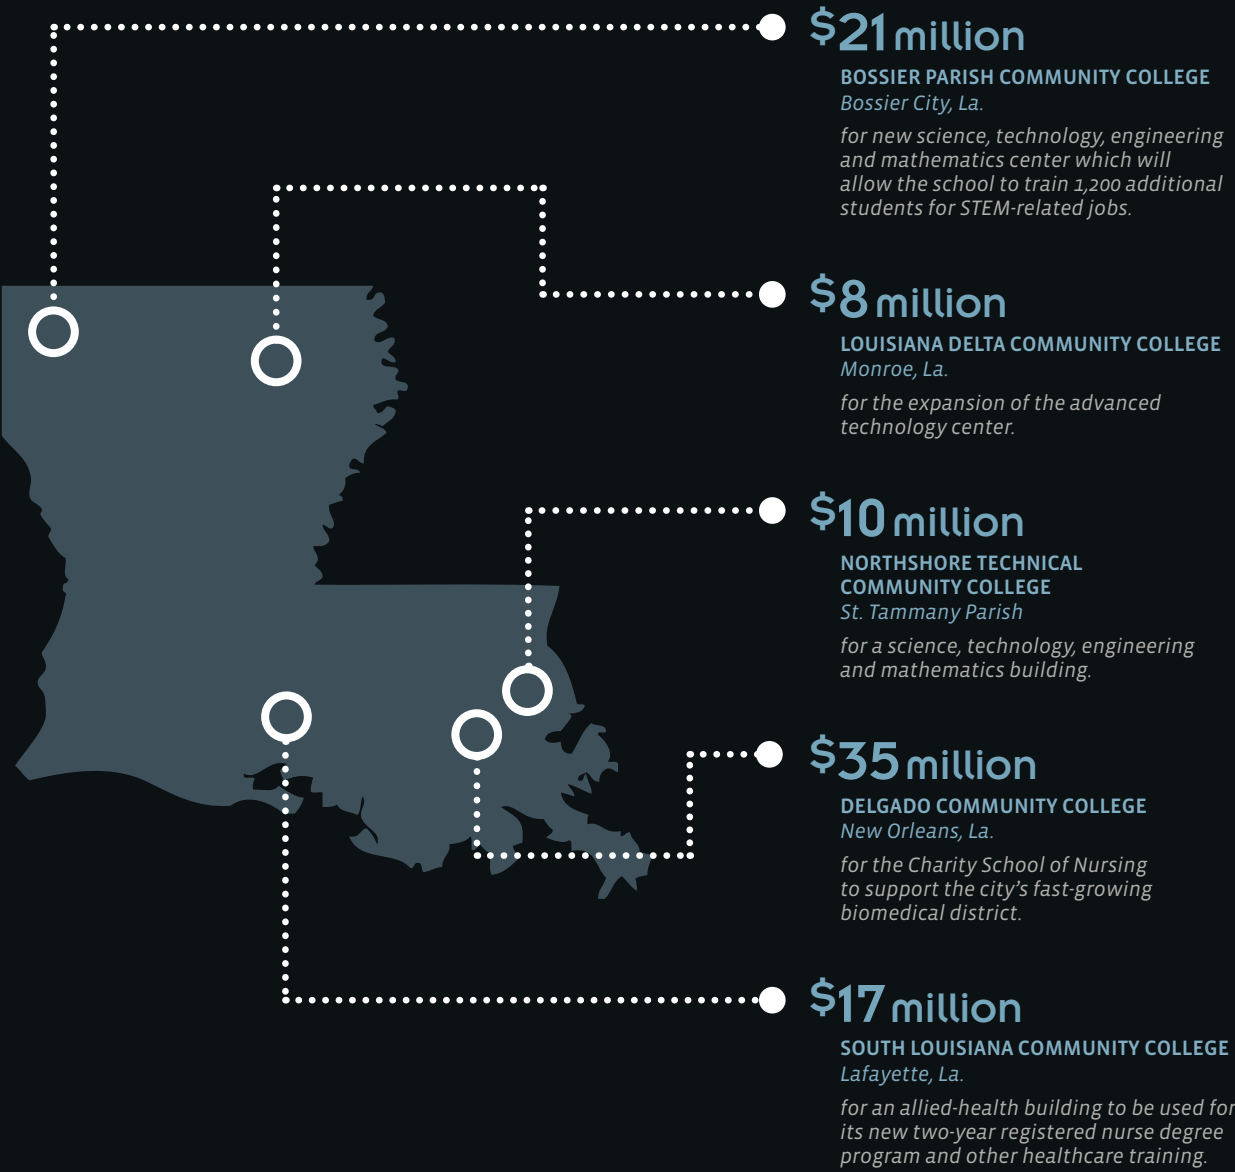 $21 million
BOSSIER PARISH COMMUNITY COLLEGE
Bossier City, La.
for new science, technology, engineering
and mathematics center which will
allow the school to train 1,200 additional
students for STEM-related jobs.
$8 million
LOUISIANA DELTA COMMUNITY COLLEGE
Monroe, La.
for the expansion of the advanced
technology center.
$10 million
NORTHSHORE TECHNICAL
COMMUNITY COLLEGE
St. Tammany Parish
for a science, technology, engineering
and mathematics building.
$35 million
DELGADO COMMUNITY COLLEGE
New Orleans, La.
for the Charity School of Nursing
to support the city’s fast-growing
biomedical district.
$17 million
SOUTH LOUISIANA COMMUNITY COLLEGE
Lafayette, La.
for an allied-health building to be used for
its new two-year registered nurse degree
program and other healthcare training.